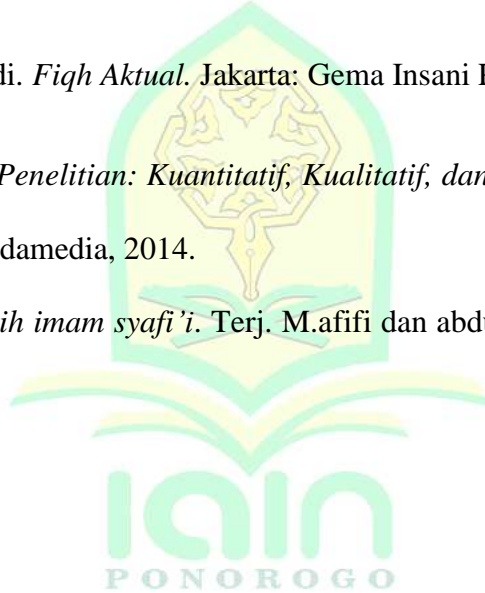 di. Fiqh Aktual. Jakarta: Gema Insani
Penelitian: Kuantitatif, Kualitatif, dan
damedia, 2014.
ih imam syafi’i. Terj. M.afifi dan abdu
iain
PONOROGO